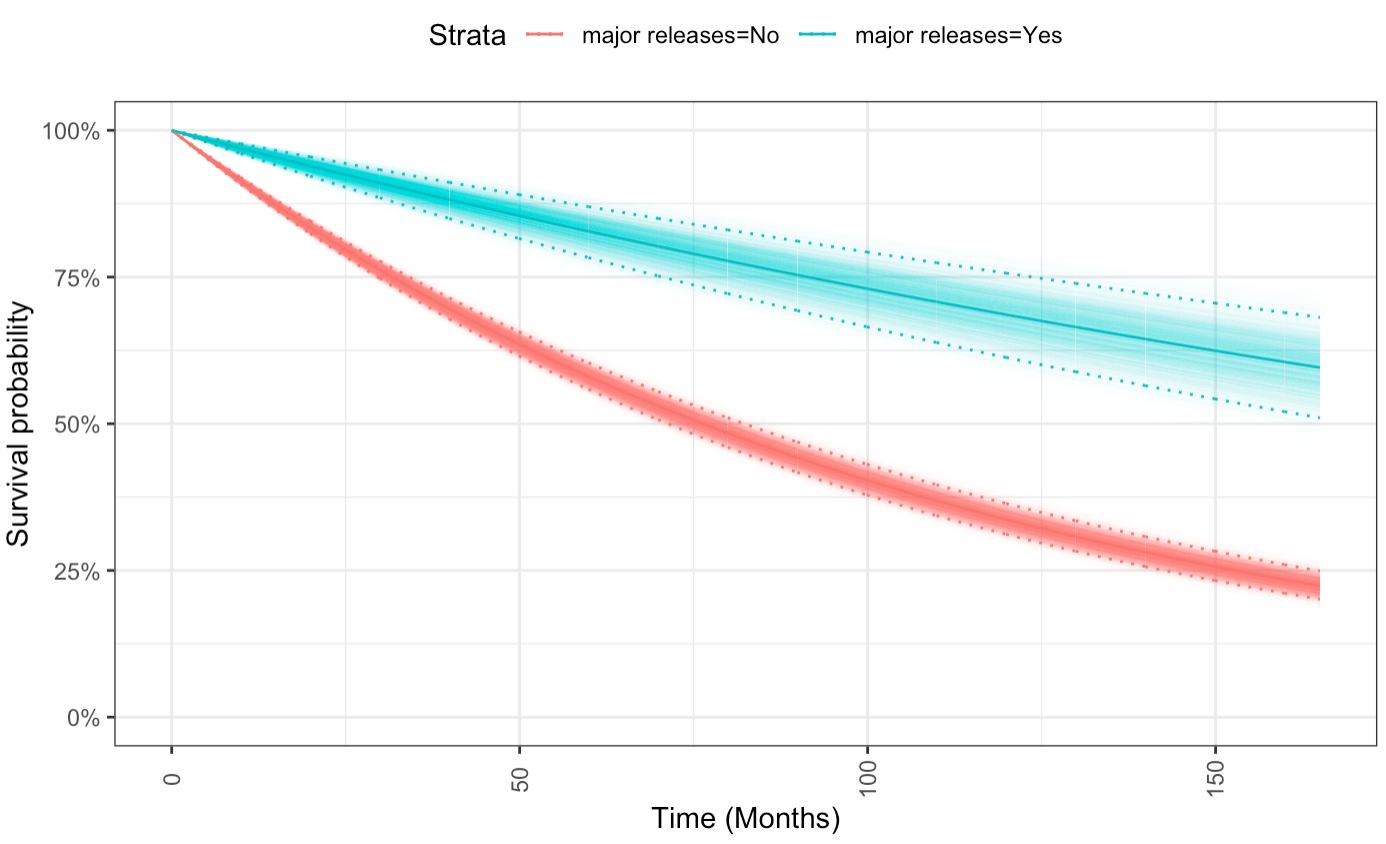 Strata major releases=No major releases=Yes
100%
75%
50%
25%
0%
Survival probability
0 50 100 150
Time (Months)